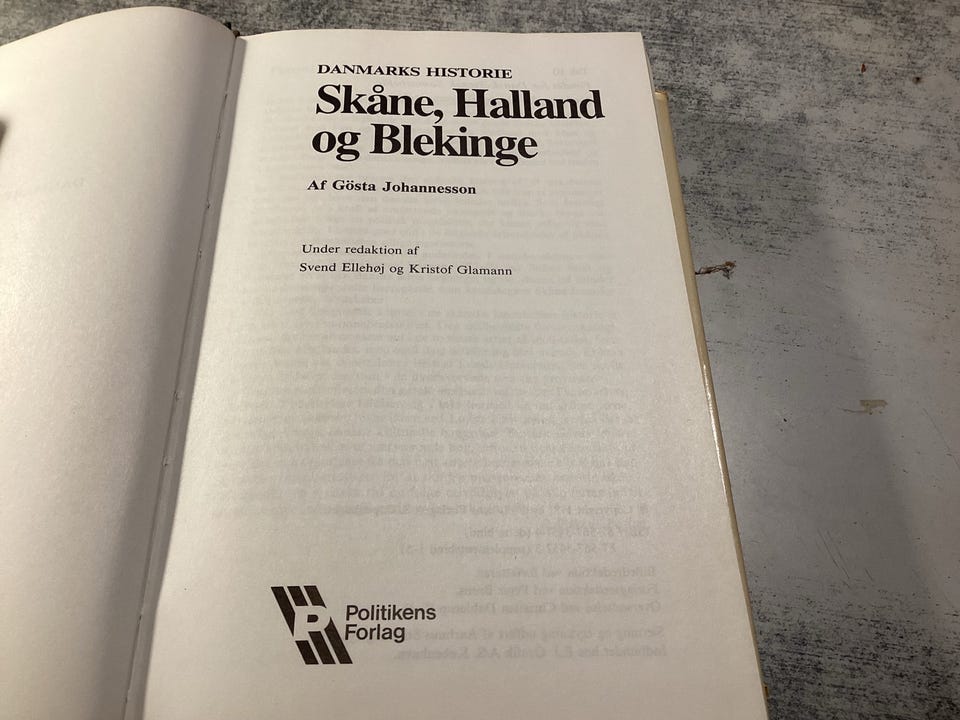 DANMARKS HISTORIE
Skåne, Halland
og Blekinge
Af Gösta Johannesson
Under redaktion af
Svend Ellehøj og Kristof Glamann
Politikens
Forlag